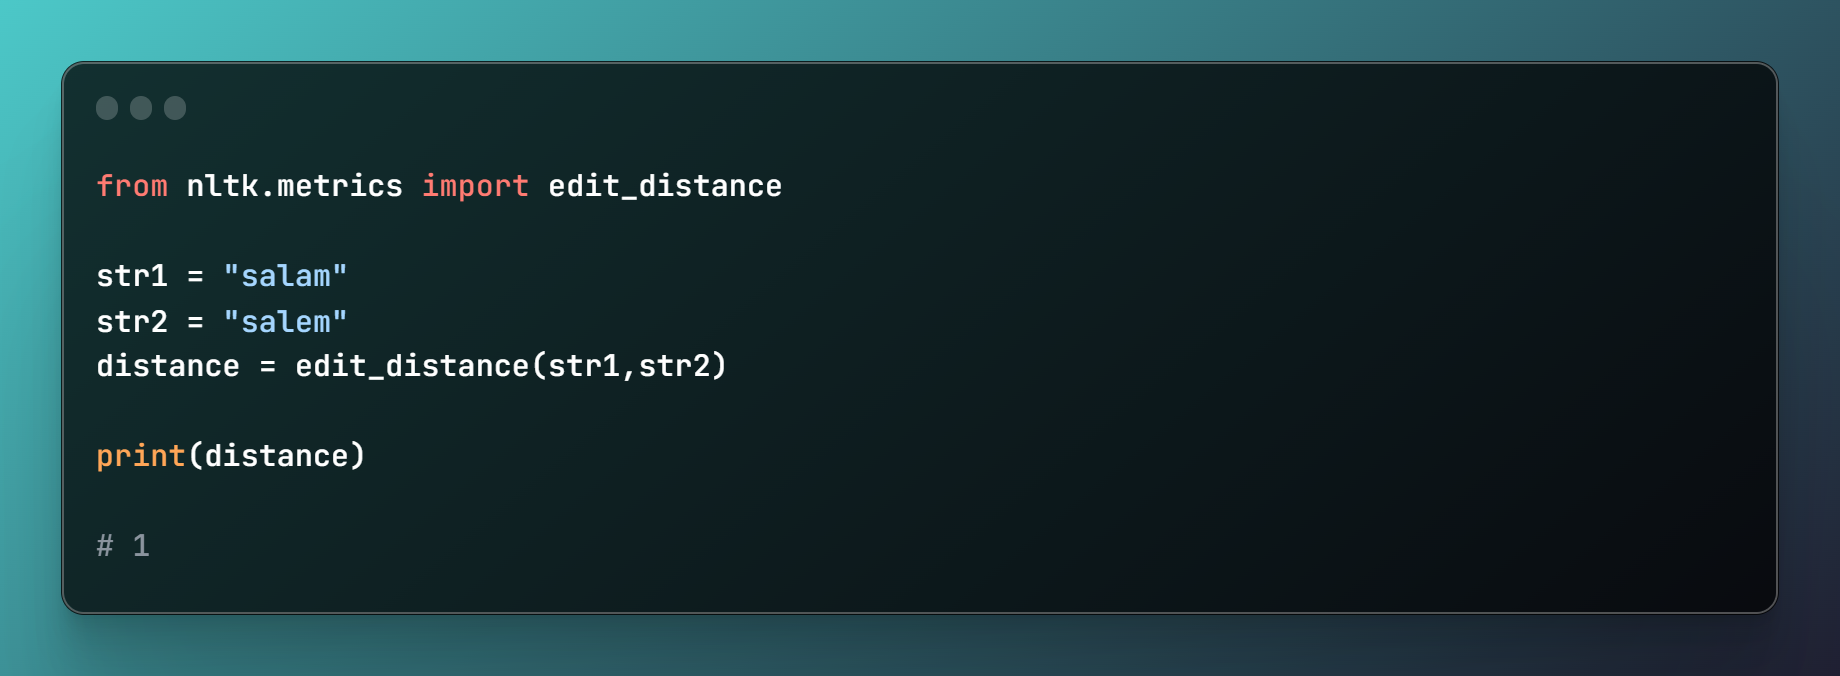 from nltk.metrics import edit_distance
str1 = "salam"
str2 = "salem"
distance = edit_distance(str1,str2)
print(distance)
# 1